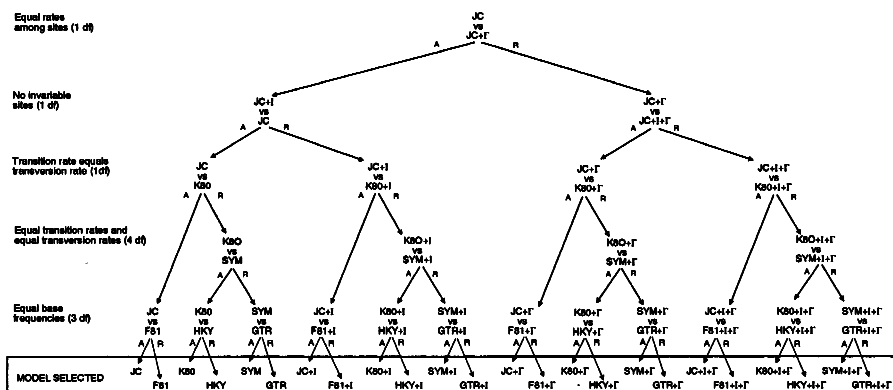 Equal rates
among sites (1 df)
JC
vs
JC+Γ
A R
No invariable
sites (1 df)
JC+I
vs
JC
JC+Γ
vs
JC+I+Γ
A R A R
Transition rate equals
transversion rate (1df)
JC
vs
K80
JC+I
vs
K80+I
JC+Γ
vs
K80+Γ
JC+I+Γ
vs
K80+I+Γ
A R A R A R A R
Equal transition rates and
equal transversion rates (4 df)
K80
vs
SYM
K80+I
vs
SYM+I
K80+Γ
vs
SYM+Γ
K80+I+Γ
vs
SYM+I+Γ
A R A R A R A R
Equal base
frequencies (3 df)
JC
vs
F81
K80
vs
HKY
SYM
vs
GTR
JC+I
vs
F81+I
K80+I
vs
HKY+I
SYM+I
vs
GTR+I
JC+Γ
vs
F81+Γ
K80+Γ
vs
HKY+Γ
SYM+Γ
vs
GTR+Γ
JC+I+Γ
vs
F81+I+Γ
K80+I+Γ
vs
HKY+I+Γ
SYM+I+Γ
vs
GTR+I+Γ
A R A R A R A R A R A R A R A R A R A R A R A R
MODEL SELECTED
JC K80 SYM JC+I K80+I SYM+I JC+Γ K80+Γ SYM+Γ JC+I+Γ K80+I+Γ SYM+I+Γ
F81 HKY GTR F81+I HKY+I GTR+I F81+Γ HKY+Γ GTR+Γ F81+I+Γ HKY+I+Γ GTR+I+Γ